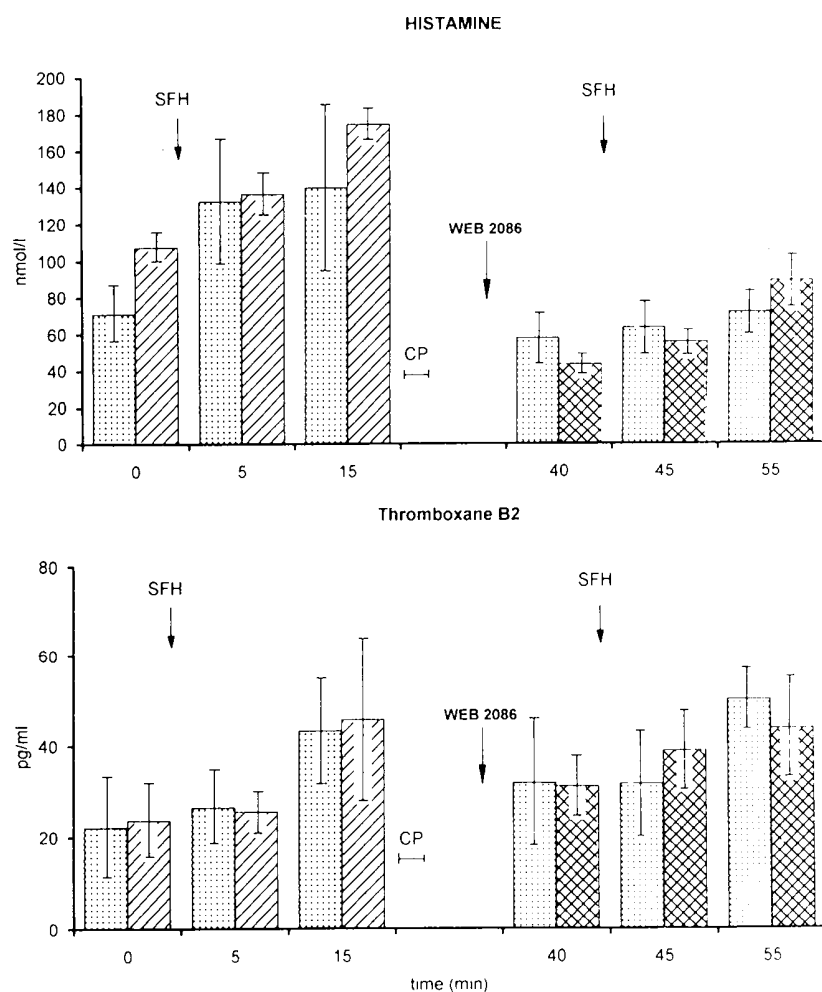 HISTAMINE
200
180
160
140
120
100
80
60
40
20
0
nmol/l
SFH
SFH
WEB 2086
CP
0 5 15 40 45 55
Thromboxane B2
80
60
40
20
0
pg/ml
SFH
SFH
WEB 2086
CP
0 5 15 40 45 55
time (min)